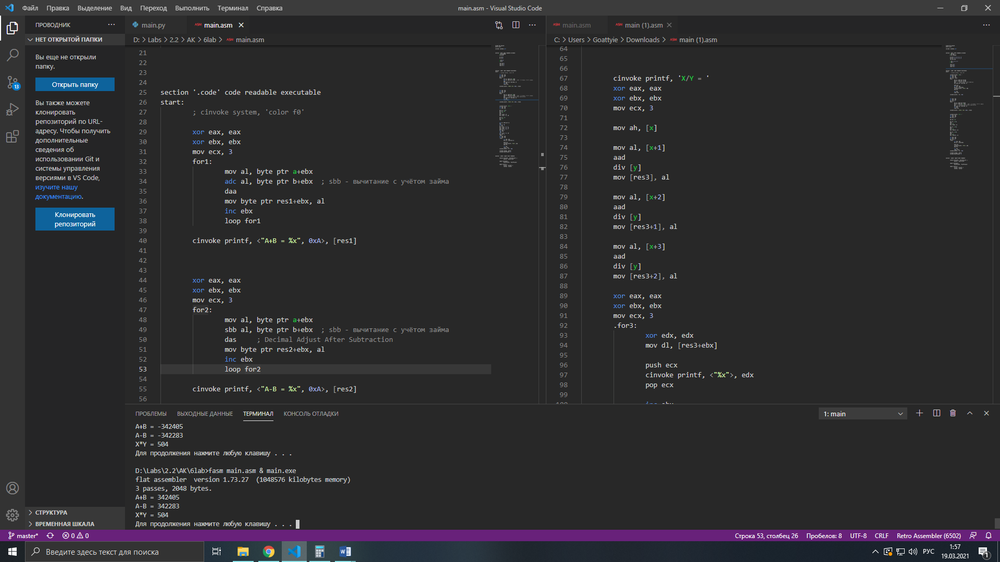 Файл Правка Выделение Вид Переход Выполнить Терминал Справка
main.asm - Visual Studio Code
ПРОВОДНИК
НЕТ ОТКРЫТОЙ ПАПКИ
Вы еще не открыли
папку.
Открыть папку
Вы также можете
клонировать
репозиторий по URL-
адресу. Чтобы получить
дополнительные
сведения об
использовании Git и
системы управления
версиями в VS Code,
изучите нашу
документацию.
Клонировать
репозиторий
СТРУКТУРА
ВРЕМЕННАЯ ШКАЛА
13
main.py
ASM main.asm
D: > Labs > 2.2 > AK > 6lab > ASM main.asm
21
22
23
24
25 section '.code' code readable executable
26 start:
27 ; cinvoke system, 'color f0'
28
29 xor eax, eax
30 xor ebx, ebx
31 mov ecx, 3
32 for1:
33 mov al, byte ptr a+ebx
34 adc al, byte ptr b+ebx ; sbb - вычитание с учётом займа
35 daa
36 mov byte ptr res1+ebx, al
37 inc ebx
38 loop for1
39
40 cinvoke printf, <"A+B = %x", 0xA>, [res1]
41
42
43
44 xor eax, eax
45 xor ebx, ebx
46 mov ecx, 3
47 for2:
48 mov al, byte ptr a+ebx
49 sbb al, byte ptr b+ebx ; sbb - вычитание с учётом займа
50 das ; Decimal Adjust After Subtraction
51 mov byte ptr res2+ebx, al
52 inc ebx
53 loop for2
54
55 cinvoke printf, <"A-B = %x", 0xA>, [res2]
56
ASM main.asm
ASM main (1).asm
C: > Users > Goattyie > Downloads > ASM main (1).asm
64
65
66
67 cinvoke printf, 'X/Y = '
68 xor eax, eax
69 xor ebx, ebx
70 mov ecx, 3
71
72 mov ah, [x]
73
74 mov al, [x+1]
75 aad
76 div [y]
77 mov [res3], al
78
79 mov al, [x+2]
80 aad
81 div [y]
82 mov [res3+1], al
83
84 mov al, [x+3]
85 aad
86 div [y]
87 mov [res3+2], al
88
89 xor eax, eax
90 xor ebx, ebx
91 mov ecx, 3
92 .for3:
93 xor edx, edx
94 mov dl, [res3+ebx]
95
96 push ecx
97 cinvoke printf, <"%x">, edx
98 pop ecx
99
100 inc ebx
ПРОБЛЕМЫ ВЫХОДНЫЕ ДАННЫЕ ТЕРМИНАЛ КОНСОЛЬ ОТЛАДКИ
1: main
A+B = -342405
A-B = -342283
X*Y = 504
Для продолжения нажмите любую клавишу . . .
D:\Labs\2.2\AK\6lab>fasm main.asm & main.exe
flat assembler version 1.73.27 (1048576 kilobytes memory)
3 passes, 2048 bytes.
A+B = 342405
A-B = 342283
X*Y = 504
Для продолжения нажмите любую клавишу . . .
master* 0 0
Строка 53, столбец 26 Пробелов: 8 UTF-8 CRLF Retro Assembler (6502)
Введите здесь текст для поиска
РУС
1:57
19.03.2021
1